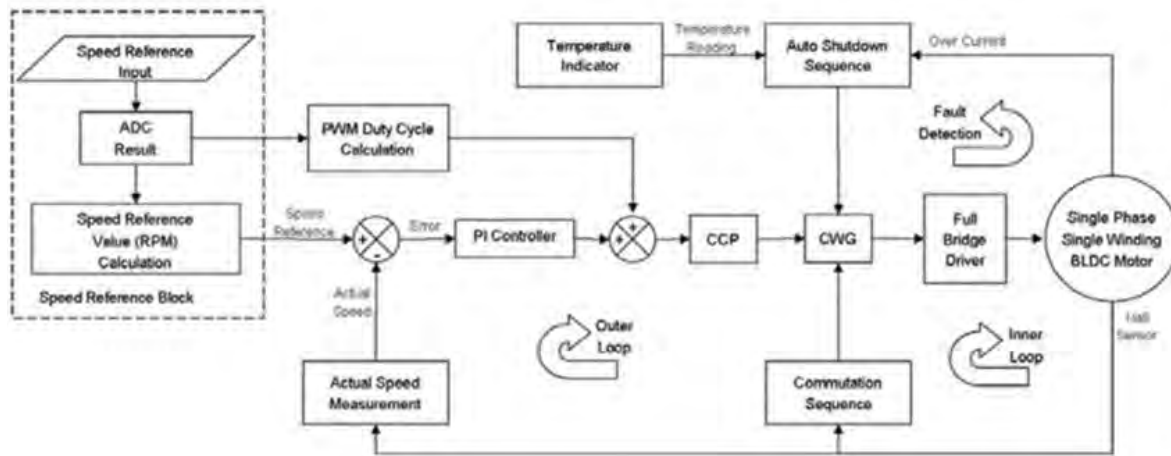 Speed Reference
Input
ADC
Result
Speed Reference
Value (RPM)
Calculation
Speed Reference Block
PWM Duty Cycle
Calculation
Speed
Reference
Error
PI Controller
Actual
Speed
Actual Speed
Measurement
Outer
Loop
Temperature
Indicator
Temperature
Reading
Auto Shutdown
Sequence
Over Current
Fault
Detection
CCP
CWG
Full
Bridge
Driver
Single Phase
Single Winding
BLDC Motor
Hall
Sensor
Inner
Loop
Commutation
Sequence
+
-
+
+